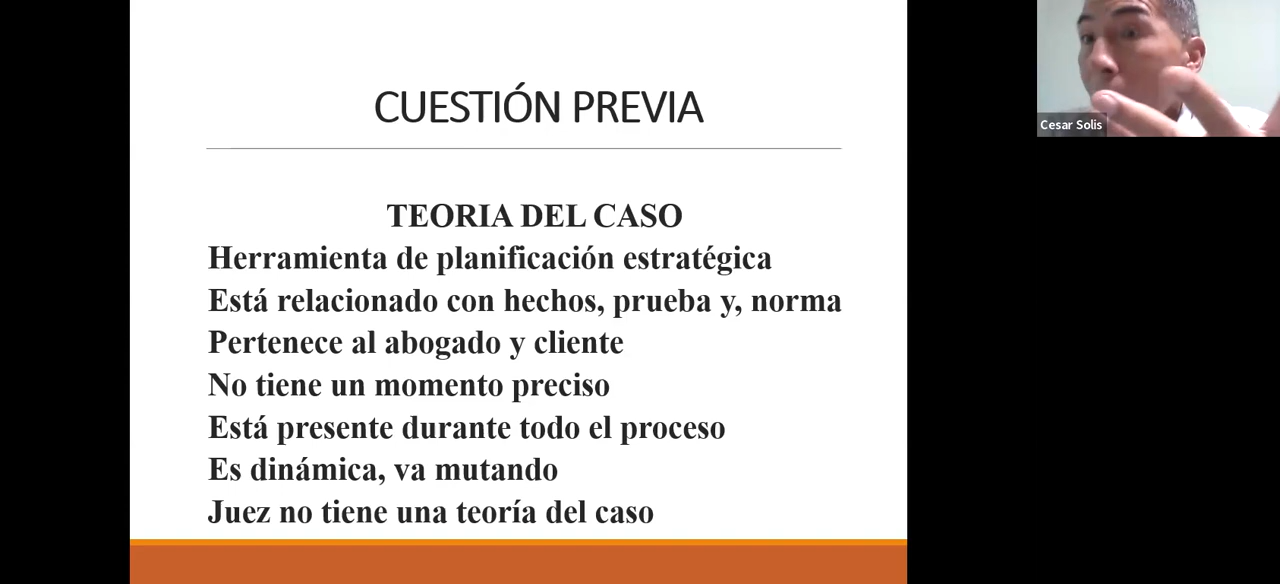 CUESTIÓN PREVIA
TEORIA DEL CASO
Herramienta de planificación estratégica
Está relacionado con hechos, prueba y, norma
Pertenece al abogado y cliente
No tiene un momento preciso
Está presente durante todo el proceso
Es dinámica, va mutando
Juez no tiene una teoría del caso
Cesar Solis